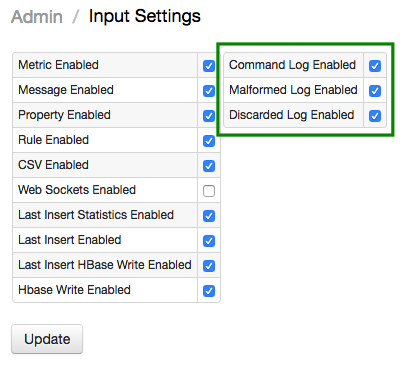 Admin / Input Settings
Metric Enabled
Message Enabled
Property Enabled
Rule Enabled
CSV Enabled
Web Sockets Enabled
Last Insert Statistics Enabled
Last Insert Enabled
Last Insert HBase Write Enabled
Hbase Write Enabled
Command Log Enabled
Malformed Log Enabled
Discarded Log Enabled
Update